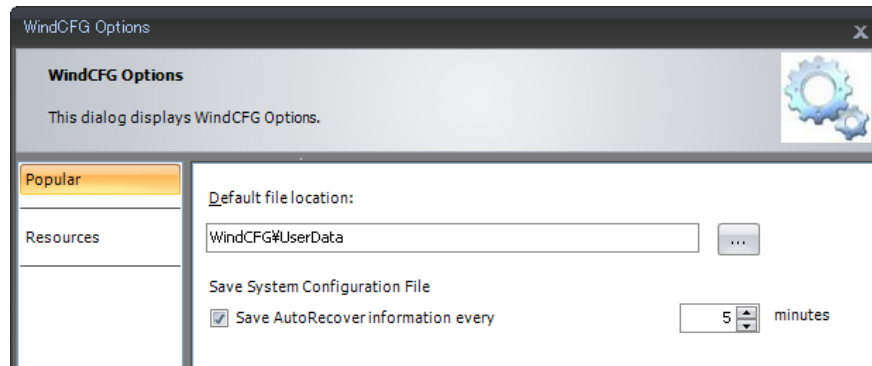 WindCFG Options
x
WindCFG Options
This dialog displays WindCFG Options.
Popular
Resources
Default file location:
WindCFG¥UserData
...
Save System Configuration File
Save AutoRecover information every
5
minutes